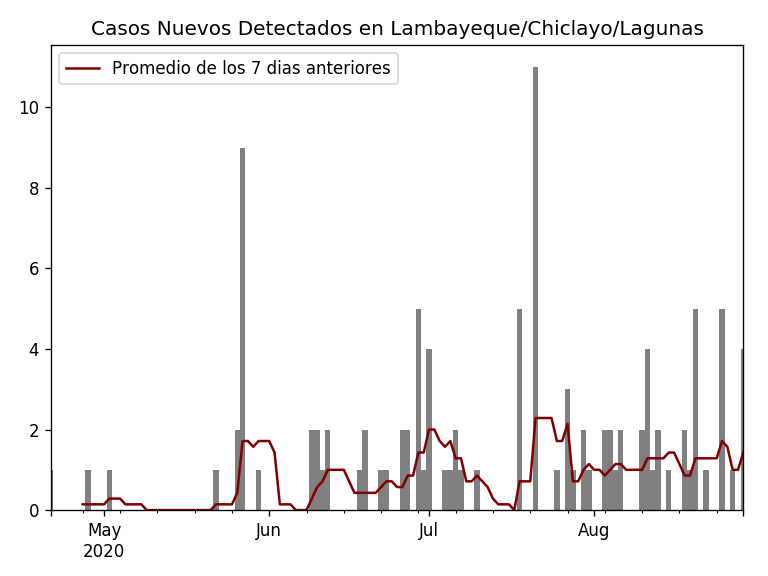 Casos Nuevos Detectados en Lambayeque/Chiclayo/Lagunas
Promedio de los 7 dias anteriores
10
8
6
4
2
0
May Jun Jul Aug
2020